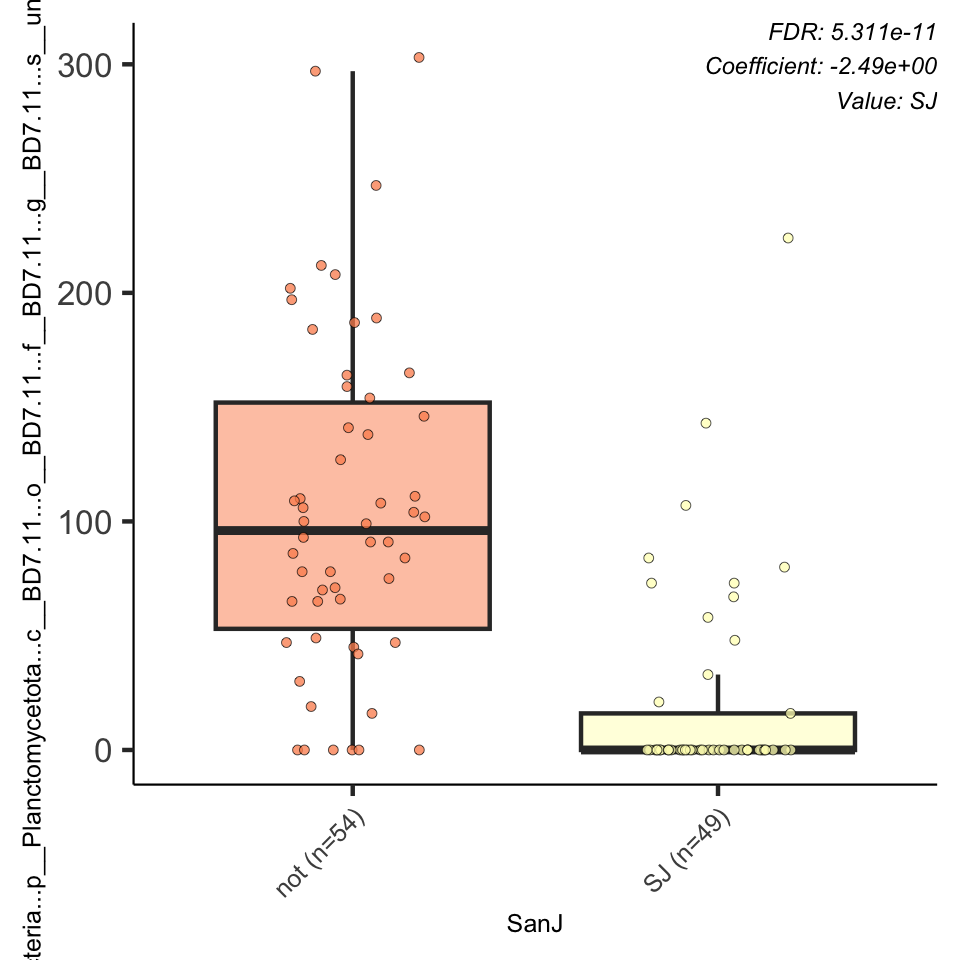 FDR: 5.311e-11
Coefficient: -2.49e+00
Value: SJ
cteria...p__Planctomycetota...c__BD7.11...o__BD7.11...f__BD7.11...g__BD7.11...s__un
300
200
100
0
not (n=54)
SJ (n=49)
SanJ